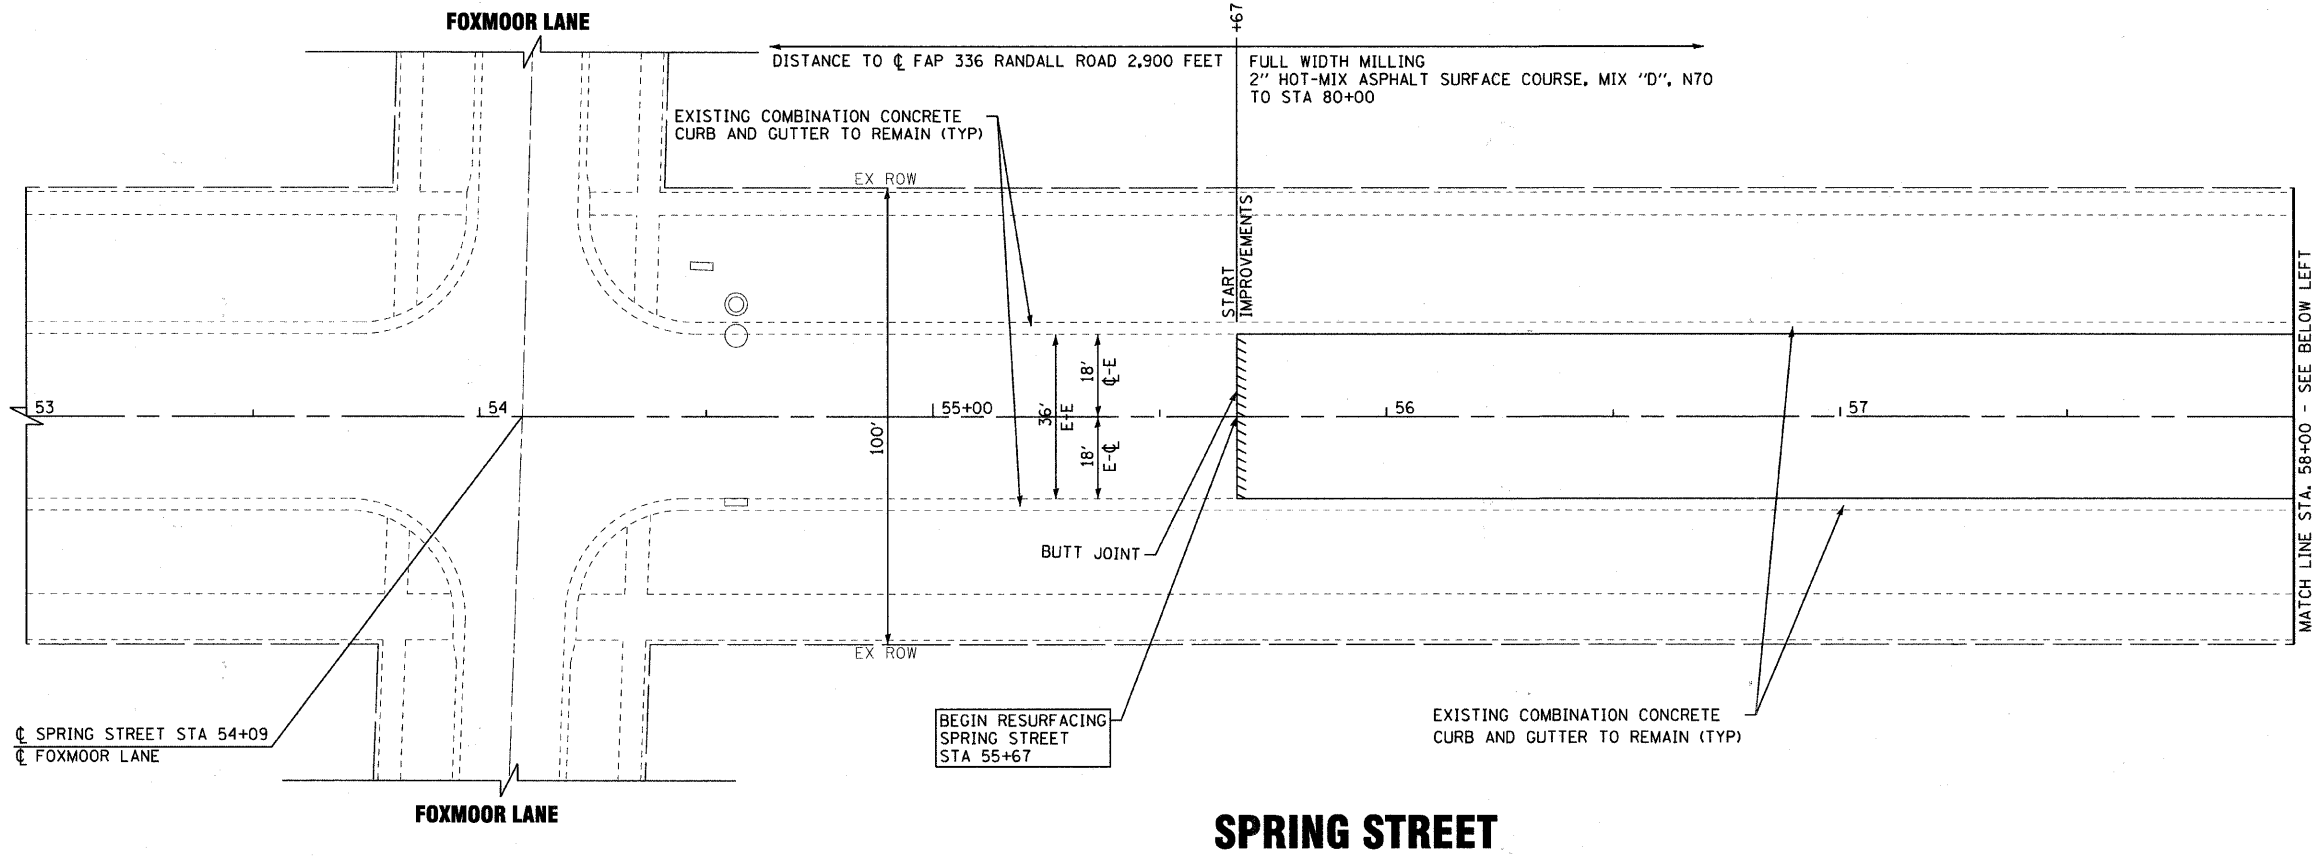 FOXMOOR LANE
+67
DISTANCE TO ℄ FAP 336 RANDALL ROAD 2,900 FEET
FULL WIDTH MILLING
2" HOT-MIX ASPHALT SURFACE COURSE, MIX "D", N70
TO STA 80+00
EXISTING COMBINATION CONCRETE
CURB AND GUTTER TO REMAIN (TYP)
EX ROW
START
IMPROVEMENTS
53
54
55+00
56
57
100'
36'
E-E
18'
℄-E
18'
E-℄
MATCH LINE STA. 58+00 - SEE BELOW LEFT
BUTT JOINT
EX ROW
℄ SPRING STREET STA 54+09
℄ FOXMOOR LANE
BEGIN RESURFACING
SPRING STREET
STA 55+67
EXISTING COMBINATION CONCRETE
CURB AND GUTTER TO REMAIN (TYP)
FOXMOOR LANE
SPRING STREET